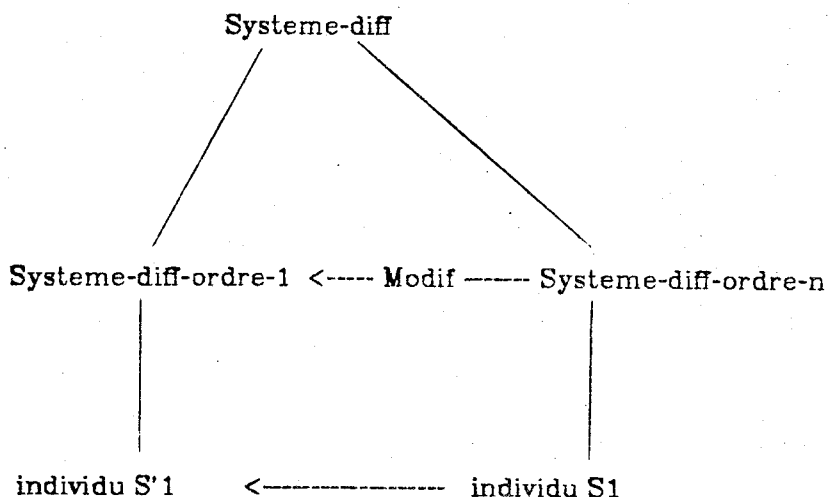 Systeme-diff
Systeme-diff-ordre-1 <----- Modif ------ Systeme-diff-ordre-n
individu S'1 <---------------- individu S1